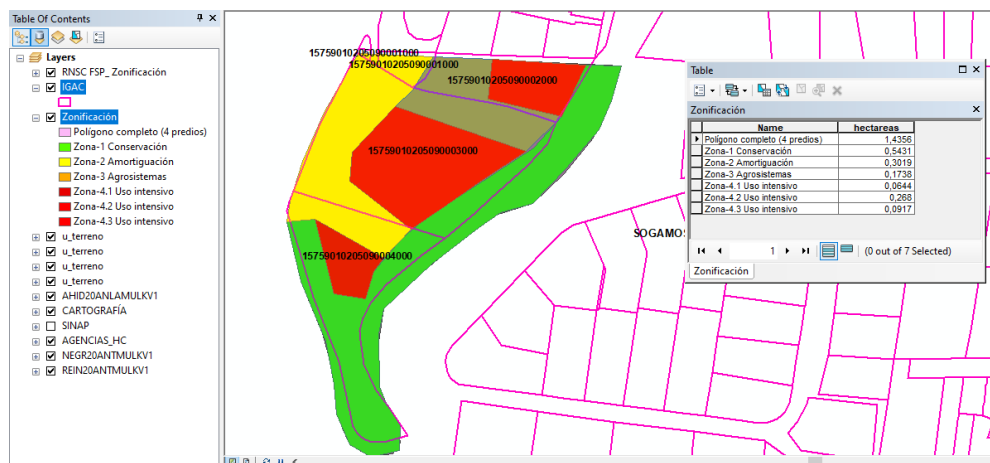 Table Of Contents
Layers
RNSC FSP_ Zonificación
IGAC
Zonificación
Polígono completo (4 predios)
Zona-1 Conservación
Zona-2 Amortiguación
Zona-3 Agrosistemas
Zona-4.1 Uso intensivo
Zona-4.2 Uso intensivo
Zona-4.3 Uso intensivo
u_terreno
u_terreno
u_terreno
u_terreno
AHID20ANLAMULKV1
CARTOGRAFÍA
SINAP
AGENCIAS_HC
NEGR20ANTMULKV1
REIN20ANTMULKV1
15759010205090001000
15759010205090001000
15759010205090002000
15759010205090003000
15759010205090004000
SOGAMOS
Table
Zonificación
Name hectareas
Polígono completo (4 predios) 1,4356
Zona-1 Conservación 0,5431
Zona-2 Amortiguación 0,3019
Zona-3 Agrosistemas 0,1738
Zona-4.1 Uso intensivo 0,0644
Zona-4.2 Uso intensivo 0,268
Zona-4.3 Uso intensivo 0,0917
1 (0 out of 7 Selected)
Zonificación